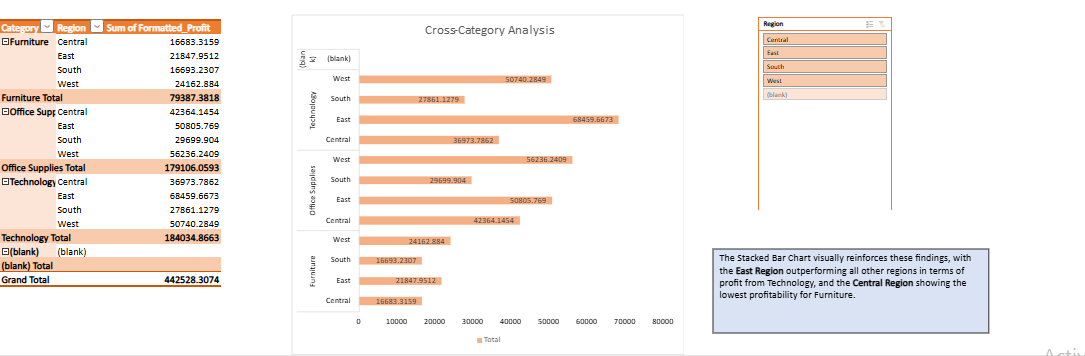 Category Region Sum of Formatted_Profit
Furniture Central 16683.3159
East 21847.9512
South 16693.2307
West 24162.884
Furniture Total 79387.3818
Office Supp Central 42364.1454
East 50805.769
South 29699.904
West 56236.2409
Office Supplies Total 179106.0593
Technology Central 36973.7862
East 68459.6673
South 27861.1279
West 50740.2849
Technology Total 184034.8663
(blank) (blank)
(blank) Total
Grand Total 442528.3074
Cross-Category Analysis
(blan
k)
(blank)
Technology
West 50740.2849
South 27861.1279
East 68459.6673
Central 36973.7862
Office Supplies
West 56236.2409
South 29699.904
East 50805.769
Central 42364.1454
Furniture
West 24162.884
South 16693.2307
East 21847.9512
Central 16683.3159
0 10000 20000 30000 40000 50000 60000 70000 80000
Total
Region
Central
East
South
West
(blank)
The Stacked Bar Chart visually reinforces these findings, with
the East Region outperforming all other regions in terms of
profit from Technology, and the Central Region showing the
lowest profitability for Furniture.